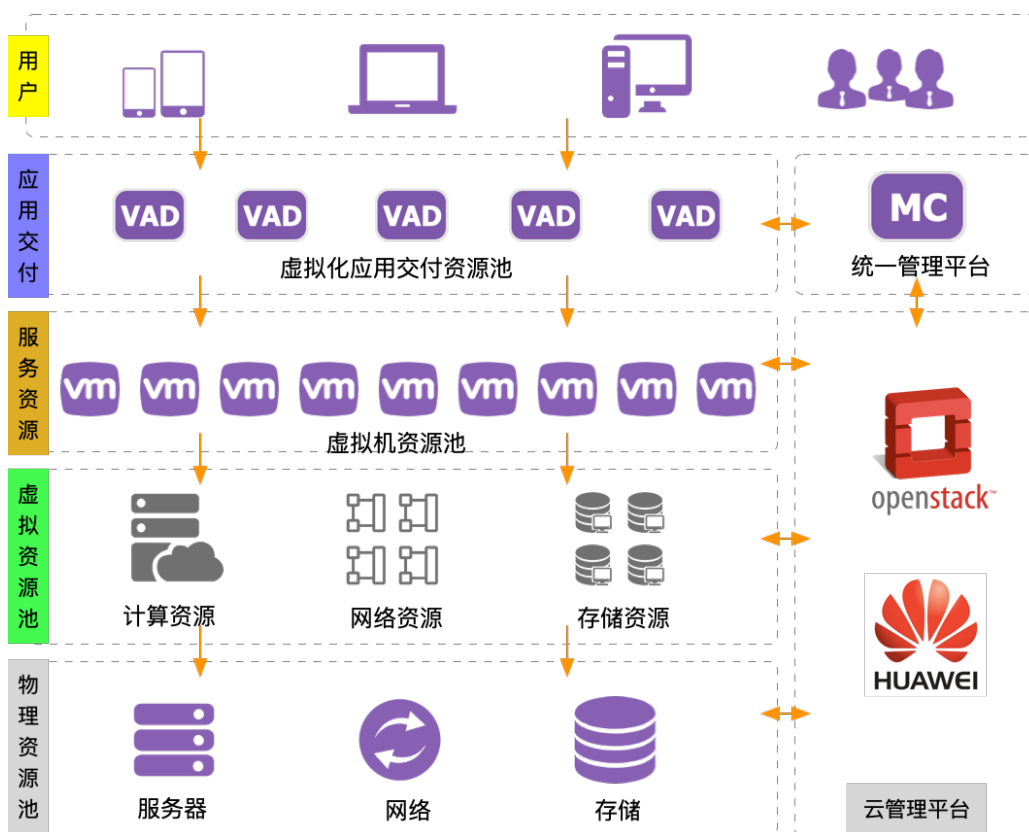 用户
应用交付
VAD VAD VAD VAD VAD
虚拟化应用交付资源池
MC
统一管理平台
服务资源
vm vm vm vm vm vm vm vm vm
虚拟机资源池
虚拟资源池
计算资源 网络资源 存储资源
物理资源池
服务器 网络 存储
openstack™
HUAWEI
云管理平台